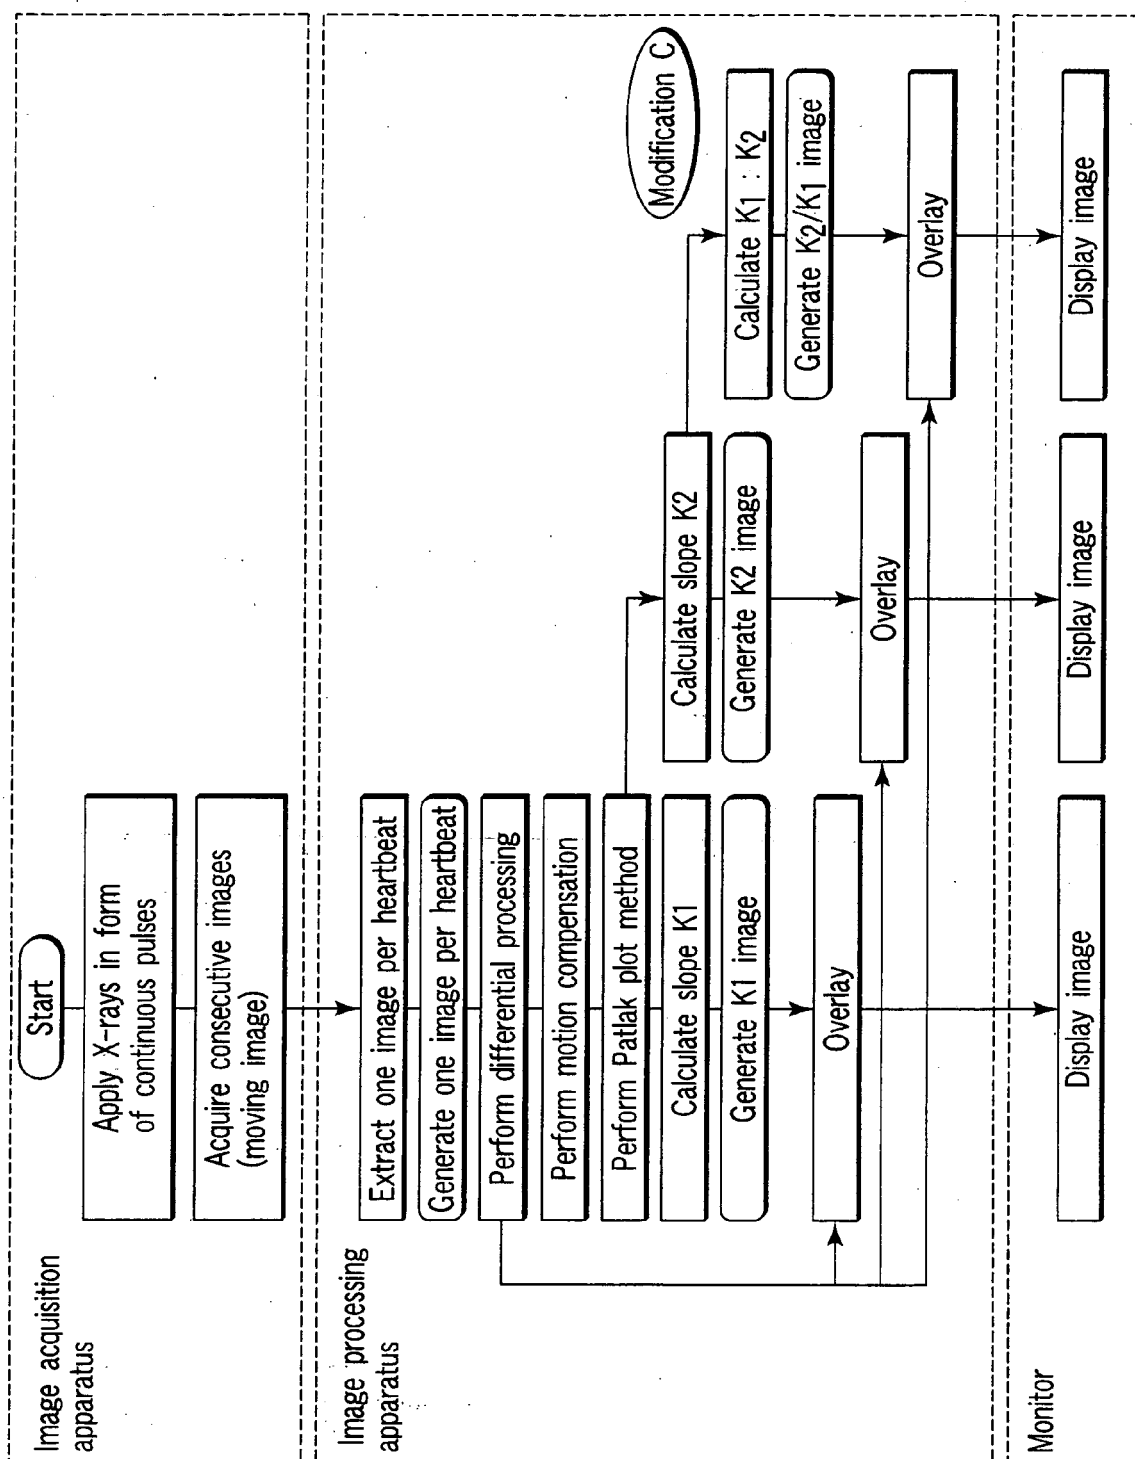 Image acquisition
apparatus
Start
Apply X-rays in form
of continuous pulses
Acquire consecutive images
(moving image)
Image processing
apparatus
Extract one image per heartbeat
Generate one image per heartbeat
Perform differential processing
Perform motion compensation
Perform Patlak plot method
Calculate slope K1
Generate K1 image
Overlay
Calculate slope K2
Generate K2 image
Overlay
Modification C
Calculate K1 : K2
Generate K2/K1 image
Overlay
Monitor
Display image
Display image
Display image